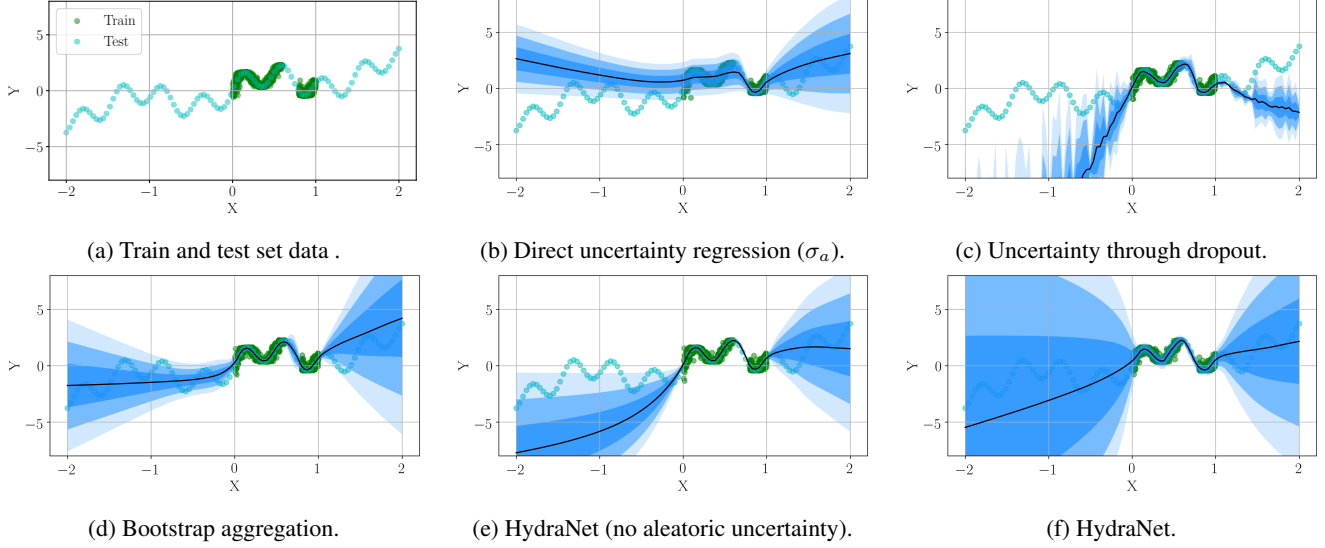 5
0
−5
Y
Train
Test
−2 −1 0 1 2
X
(a) Train and test set data .
5
0
−5
Y
−2 −1 0 1 2
X
(b) Direct uncertainty regression (σa).
5
0
−5
Y
−2 −1 0 1 2
X
(c) Uncertainty through dropout.
5
0
−5
Y
−2 −1 0 1 2
X
(d) Bootstrap aggregation.
5
0
−5
Y
−2 −1 0 1 2
X
(e) HydraNet (no aleatoric uncertainty).
5
0
−5
Y
−2 −1 0 1 2
X
(f) HydraNet.